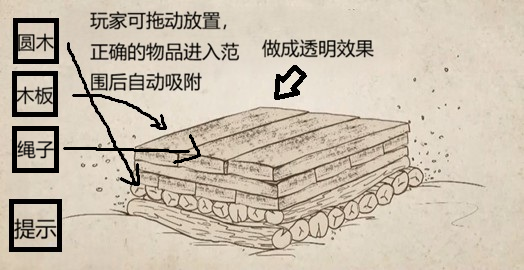 圆木
木板
绳子
提示
玩家可拖动放置，
正确的物品进入范
围后自动吸附
做成透明效果